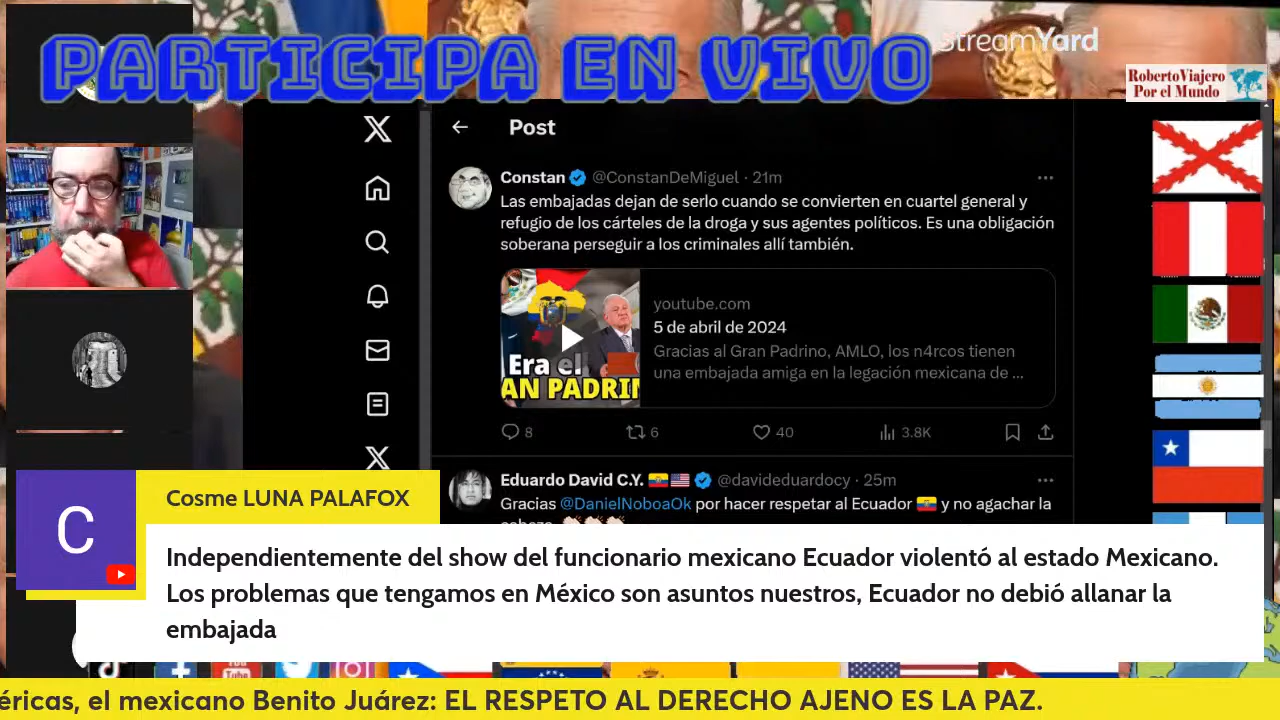 PARTICIPA EN VIVO
StreamYard
RobertoViajero
Por el Mundo
Post
Constan @ConstanDeMiguel · 21m
Las embajadas dejan de serlo cuando se convierten en cuartel general y
refugio de los cárteles de la droga y sus agentes políticos. Es una obligación
soberana perseguir a los criminales allí también.
youtube.com
5 de abril de 2024
Gracias al Gran Padrino, AMLO, los n4rcos tienen
una embajada amiga en la legación mexicana de ...
Era el
AN PADRIN
8
6
40
3.8K
Eduardo David C.Y. @davideduardocy · 25m
Gracias @DanielNoboaOk por hacer respetar al Ecuador y no agachar la
C
Cosme LUNA PALAFOX
Independientemente del show del funcionario mexicano Ecuador violentó al estado Mexicano.
Los problemas que tengamos en México son asuntos nuestros, Ecuador no debió allanar la
embajada
éricas, el mexicano Benito Juárez: EL RESPETO AL DERECHO AJENO ES LA PAZ.